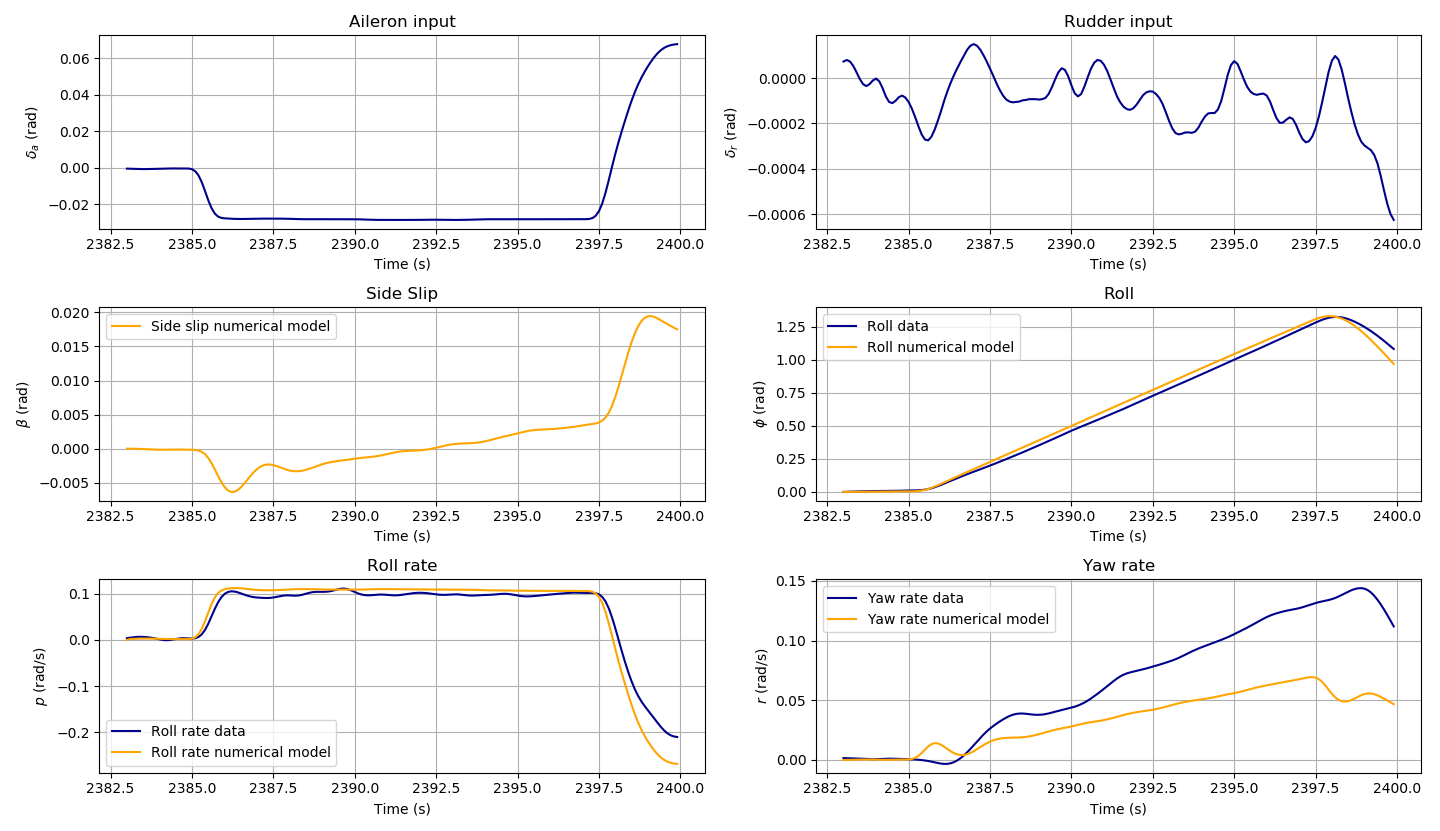 Aileron input
δa (rad)
0.06
0.04
0.02
0.00
−0.02
2382.5 2385.0 2387.5 2390.0 2392.5 2395.0 2397.5 2400.0
Time (s)
Rudder input
δr (rad)
0.0000
−0.0002
−0.0004
−0.0006
2382.5 2385.0 2387.5 2390.0 2392.5 2395.0 2397.5 2400.0
Time (s)
Side Slip
β (rad)
0.020
0.015
0.010
0.005
0.000
−0.005
Side slip numerical model
2382.5 2385.0 2387.5 2390.0 2392.5 2395.0 2397.5 2400.0
Time (s)
Roll
ϕ (rad)
1.25
1.00
0.75
0.50
0.25
0.00
Roll data
Roll numerical model
2382.5 2385.0 2387.5 2390.0 2392.5 2395.0 2397.5 2400.0
Time (s)
Roll rate
p (rad/s)
0.1
0.0
−0.1
−0.2
Roll rate data
Roll rate numerical model
2382.5 2385.0 2387.5 2390.0 2392.5 2395.0 2397.5 2400.0
Time (s)
Yaw rate
r (rad/s)
0.15
0.10
0.05
0.00
Yaw rate data
Yaw rate numerical model
2382.5 2385.0 2387.5 2390.0 2392.5 2395.0 2397.5 2400.0
Time (s)